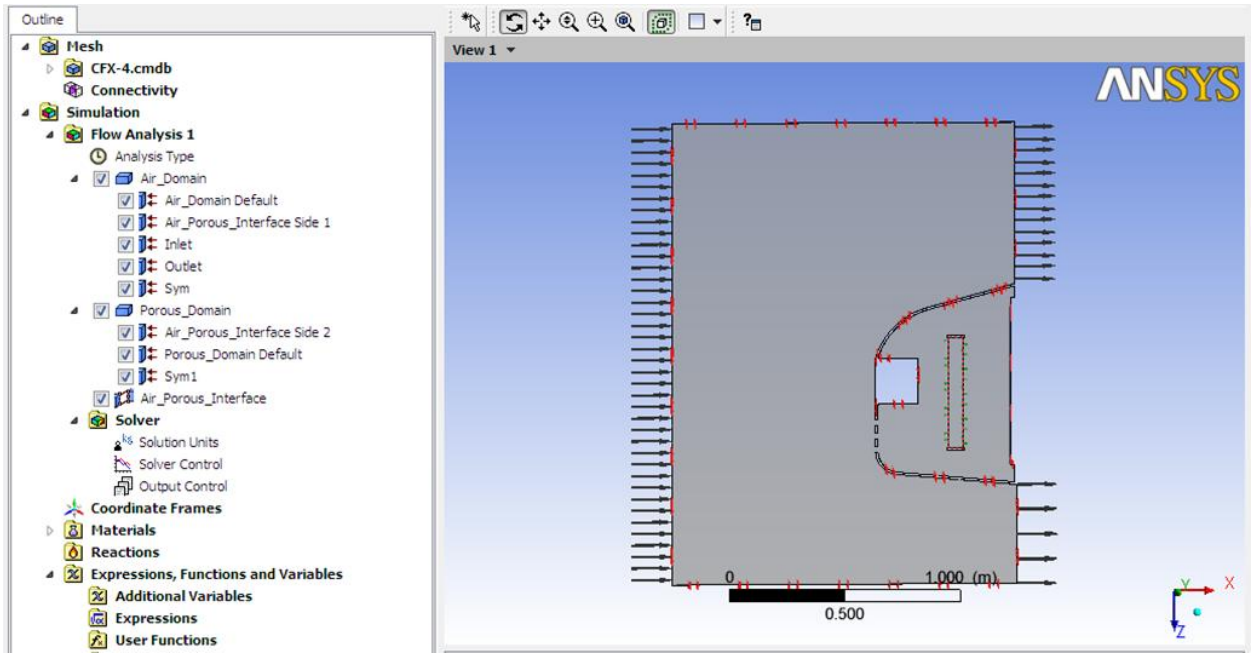 Outline
Mesh
CFX-4.cmdb
Connectivity
Simulation
Flow Analysis 1
Analysis Type
Air_Domain
Air_Domain Default
Air_Porous_Interface Side 1
Inlet
Outlet
Sym
Porous_Domain
Air_Porous_Interface Side 2
Porous_Domain Default
Sym1
Air_Porous_Interface
Solver
Solution Units
Solver Control
Output Control
Coordinate Frames
Materials
Reactions
Expressions, Functions and Variables
Additional Variables
Expressions
User Functions
View 1
ANSYS
0 1.000 (m)
0.500
Y X
Z